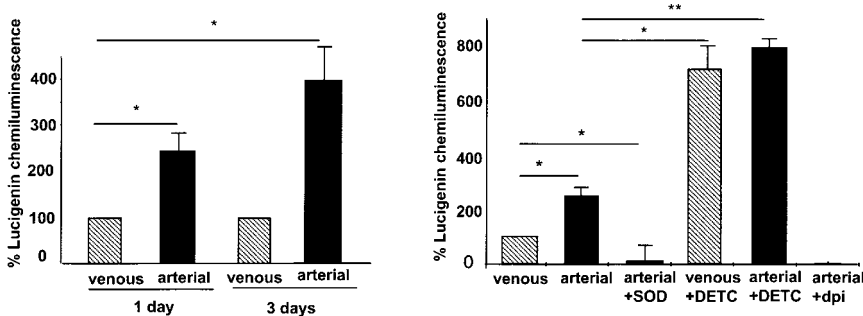 % Lucigenin chemiluminescence
400
300
200
100
0
*
*
venous
arterial
venous
arterial
1 day
3 days
% Lucigenin chemiluminescence
800
600
400
200
0
**
*
*
*
venous
arterial
arterial
+SOD
venous
+DETC
arterial
+DETC
arterial
+dpi